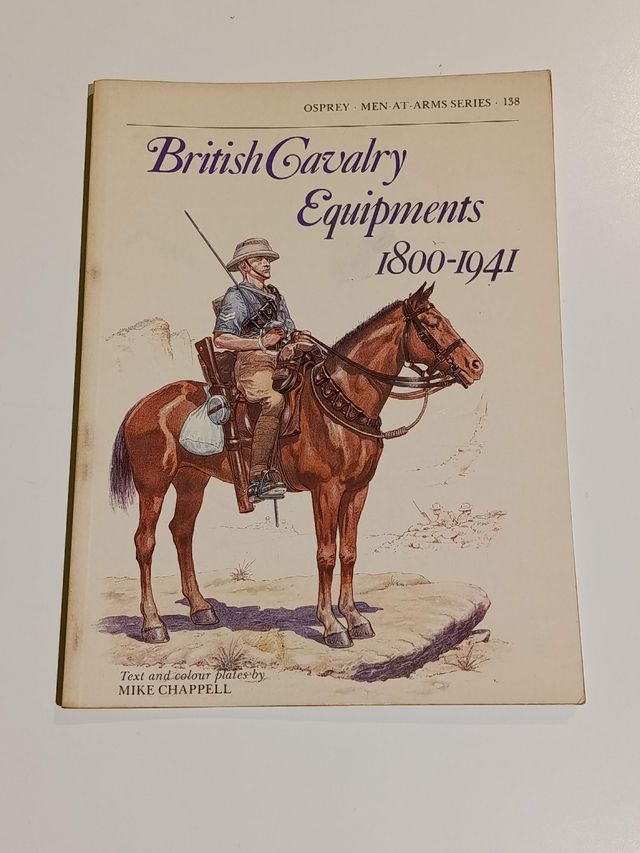 OSPREY · MEN-AT-ARMS SERIES · 138
British Cavalry
Equipments
1800-1941
Text and colour plates by
MIKE CHAPPELL